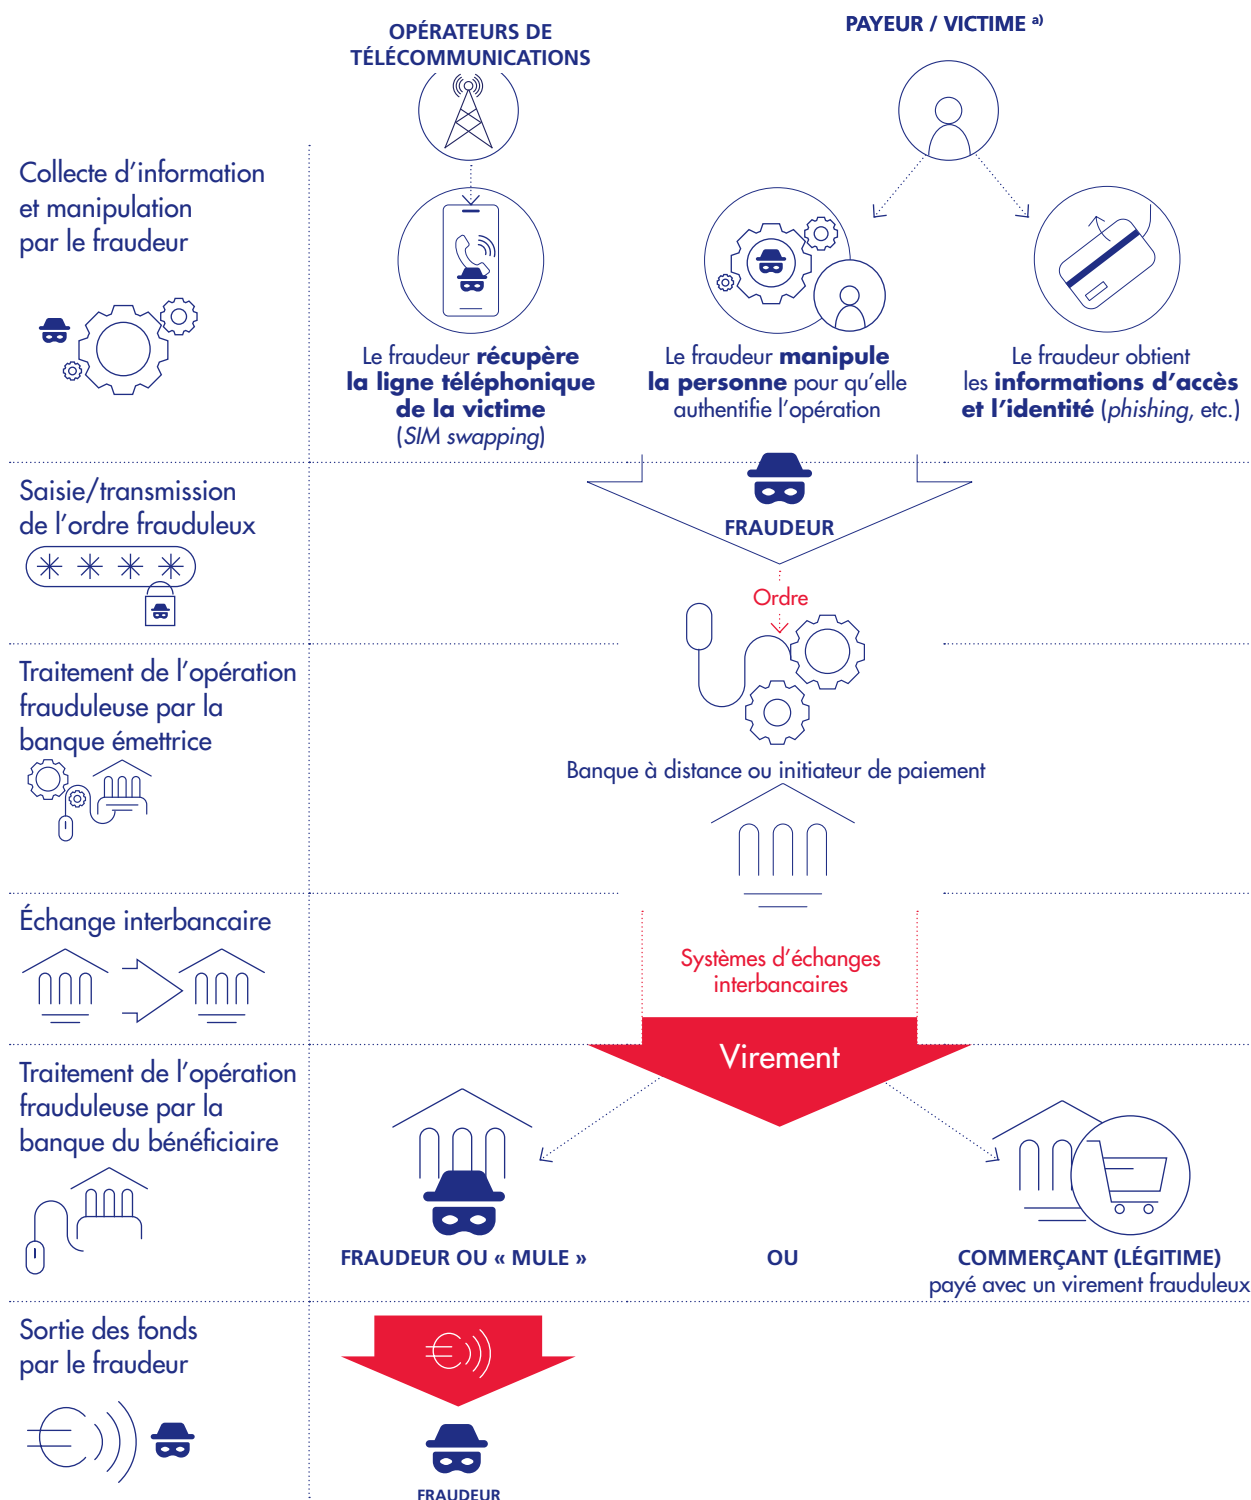 OPÉRATEURS DE
TÉLÉCOMMUNICATIONS
PAYEUR / VICTIME a)
Collecte d’information
et manipulation
par le fraudeur
Le fraudeur récupère
la ligne téléphonique
de la victime
(SIM swapping)
Le fraudeur manipule
la personne pour qu’elle
authentifie l’opération
Le fraudeur obtient
les informations d’accès
et l’identité (phishing, etc.)
Saisie/transmission
de l’ordre frauduleux
FRAUDEUR
Ordre
Traitement de l’opération
frauduleuse par la
banque émettrice
Banque à distance ou initiateur de paiement
Échange interbancaire
Systèmes d’échanges
interbancaires
Virement
Traitement de l’opération
frauduleuse par la
banque du bénéficiaire
FRAUDEUR OU « MULE »
OU
COMMERÇANT (LÉGITIME)
payé avec un virement frauduleux
Sortie des fonds
par le fraudeur
FRAUDEUR